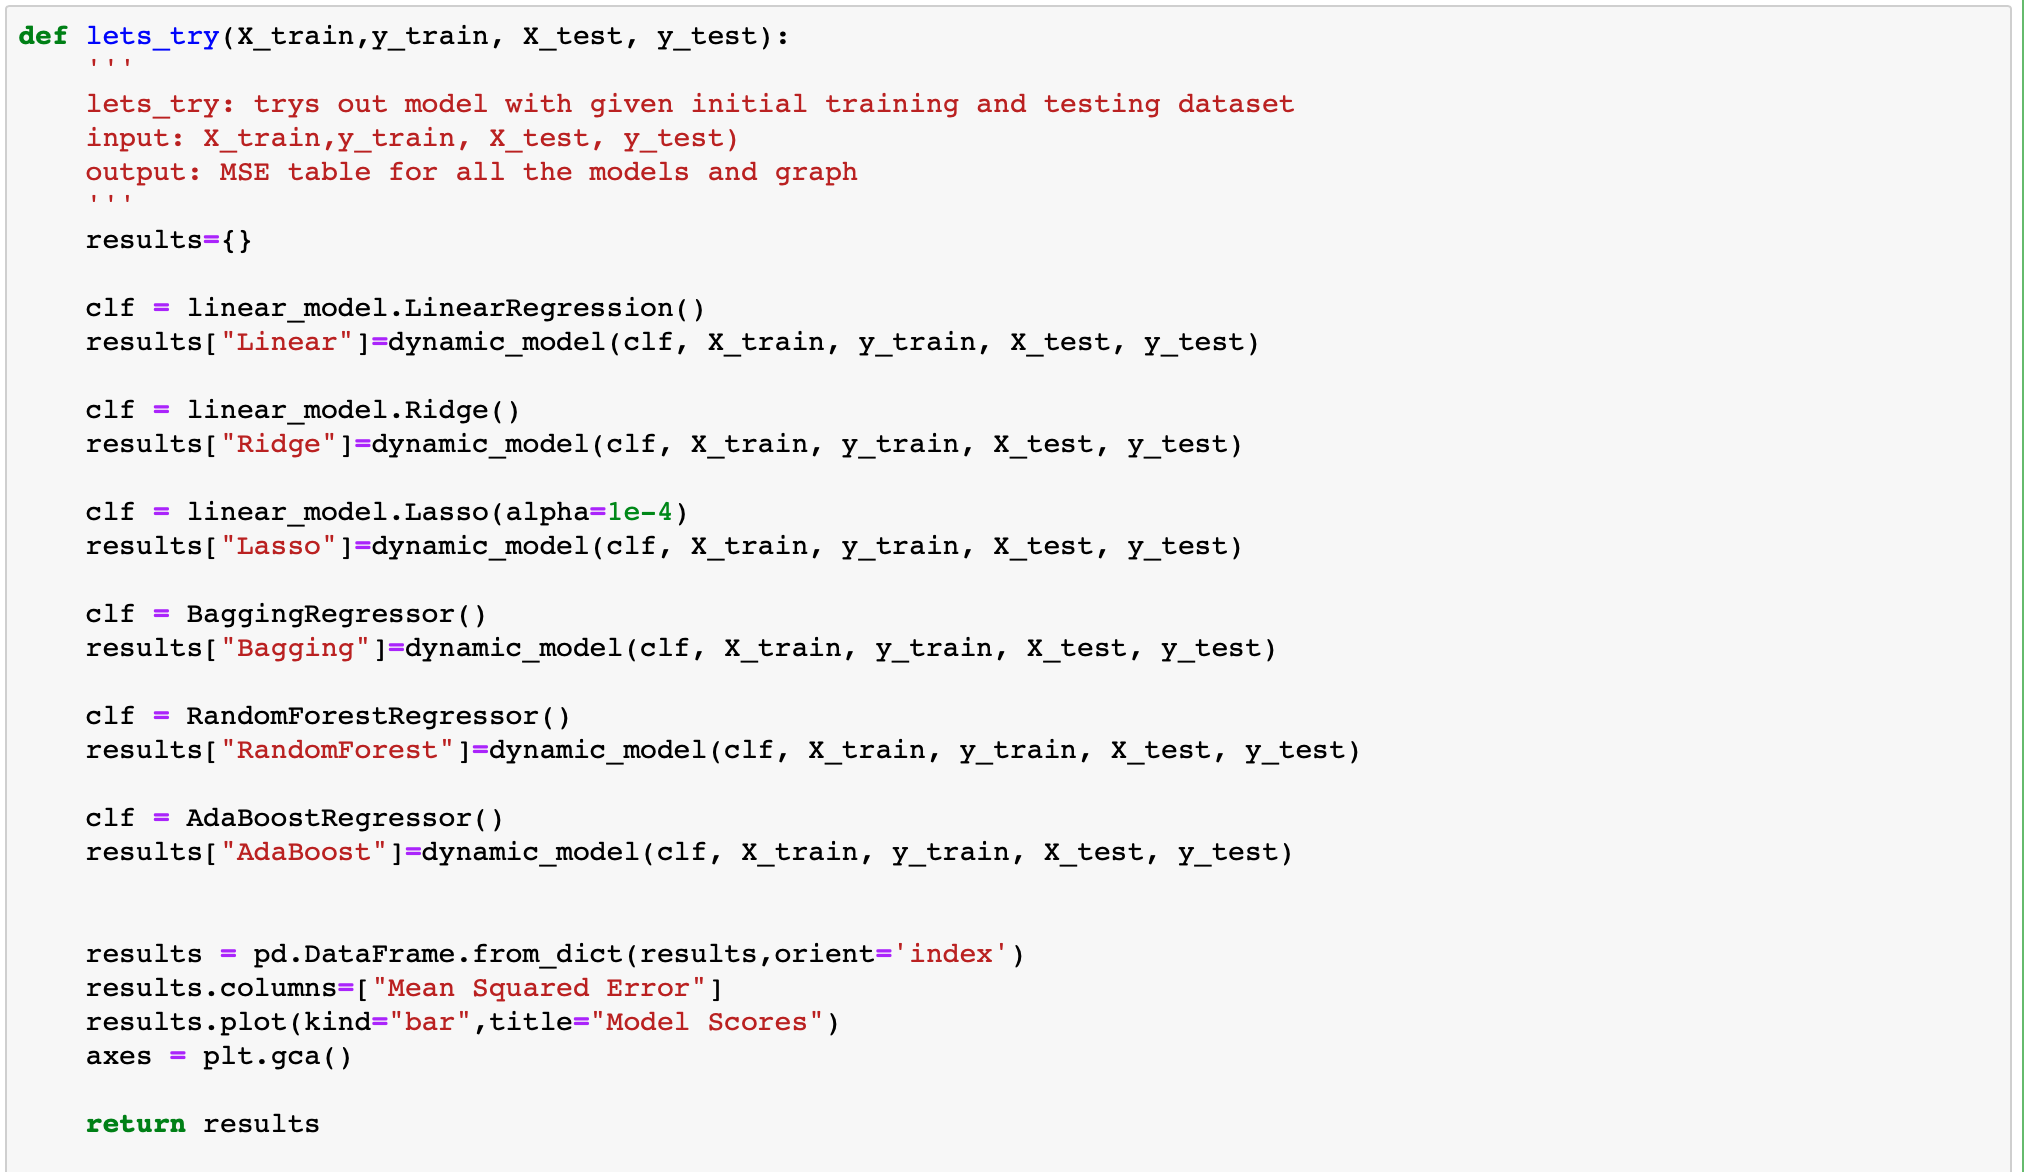 def lets_try(X_train,y_train, X_test, y_test):
    '''
    lets_try: trys out model with given initial training and testing dataset
    input: X_train,y_train, X_test, y_test)
    output: MSE table for all the models and graph
    '''
    results={}

    clf = linear_model.LinearRegression()
    results["Linear"]=dynamic_model(clf, X_train, y_train, X_test, y_test)

    clf = linear_model.Ridge()
    results["Ridge"]=dynamic_model(clf, X_train, y_train, X_test, y_test)

    clf = linear_model.Lasso(alpha=1e-4)
    results["Lasso"]=dynamic_model(clf, X_train, y_train, X_test, y_test)

    clf = BaggingRegressor()
    results["Bagging"]=dynamic_model(clf, X_train, y_train, X_test, y_test)

    clf = RandomForestRegressor()
    results["RandomForest"]=dynamic_model(clf, X_train, y_train, X_test, y_test)

    clf = AdaBoostRegressor()
    results["AdaBoost"]=dynamic_model(clf, X_train, y_train, X_test, y_test)


    results = pd.DataFrame.from_dict(results,orient='index')
    results.columns=["Mean Squared Error"]
    results.plot(kind="bar",title="Model Scores")
    axes = plt.gca()

    return results